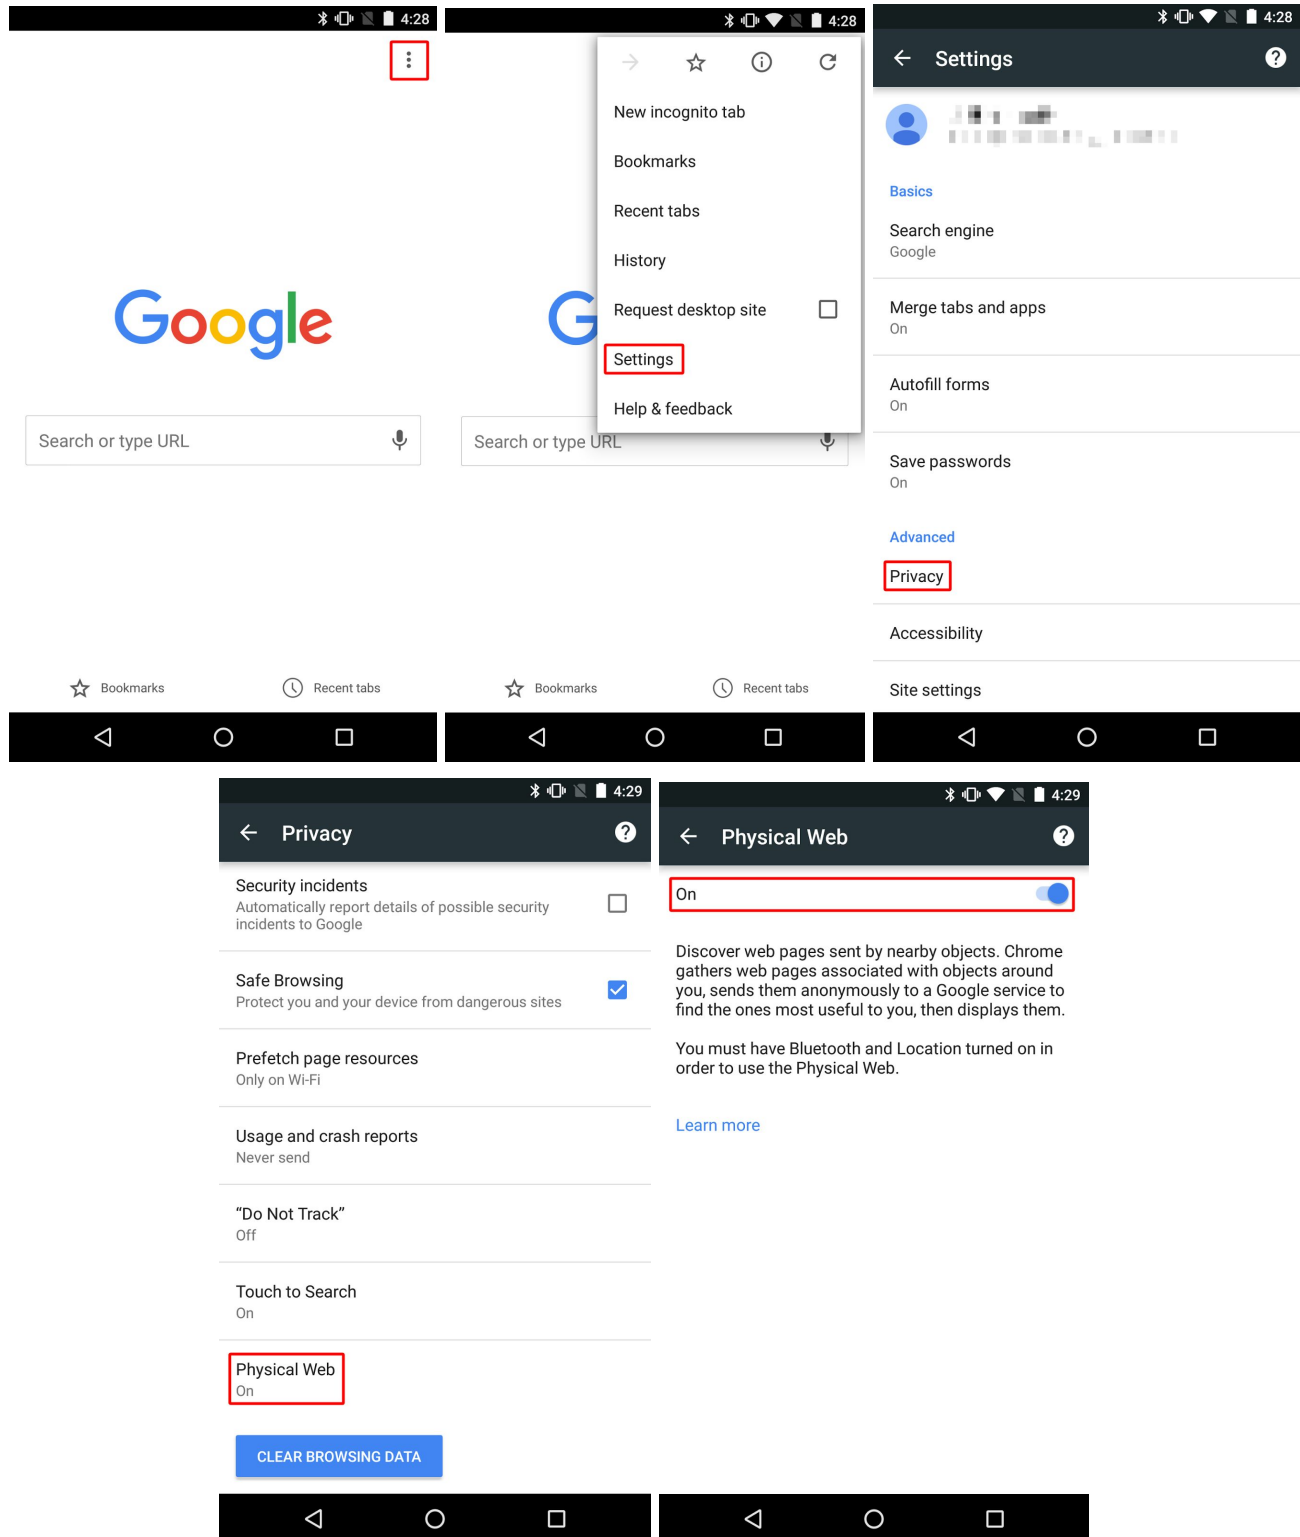 4:28
Google
Search or type URL
Bookmarks
Recent tabs
4:28
New incognito tab
Bookmarks
Recent tabs
History
Request desktop site
Settings
Help & feedback
G
Search or type URL
Bookmarks
Recent tabs
4:28
Settings
Basics
Search engine
Google
Merge tabs and apps
On
Autofill forms
On
Save passwords
On
Advanced
Privacy
Accessibility
Site settings
4:29
Privacy
Security incidents
Automatically report details of possible security
incidents to Google
Safe Browsing
Protect you and your device from dangerous sites
Prefetch page resources
Only on Wi-Fi
Usage and crash reports
Never send
“Do Not Track”
Off
Touch to Search
On
Physical Web
On
CLEAR BROWSING DATA
4:29
Physical Web
On
Discover web pages sent by nearby objects. Chrome
gathers web pages associated with objects around
you, sends them anonymously to a Google service to
find the ones most useful to you, then displays them.
You must have Bluetooth and Location turned on in
order to use the Physical Web.
Learn more